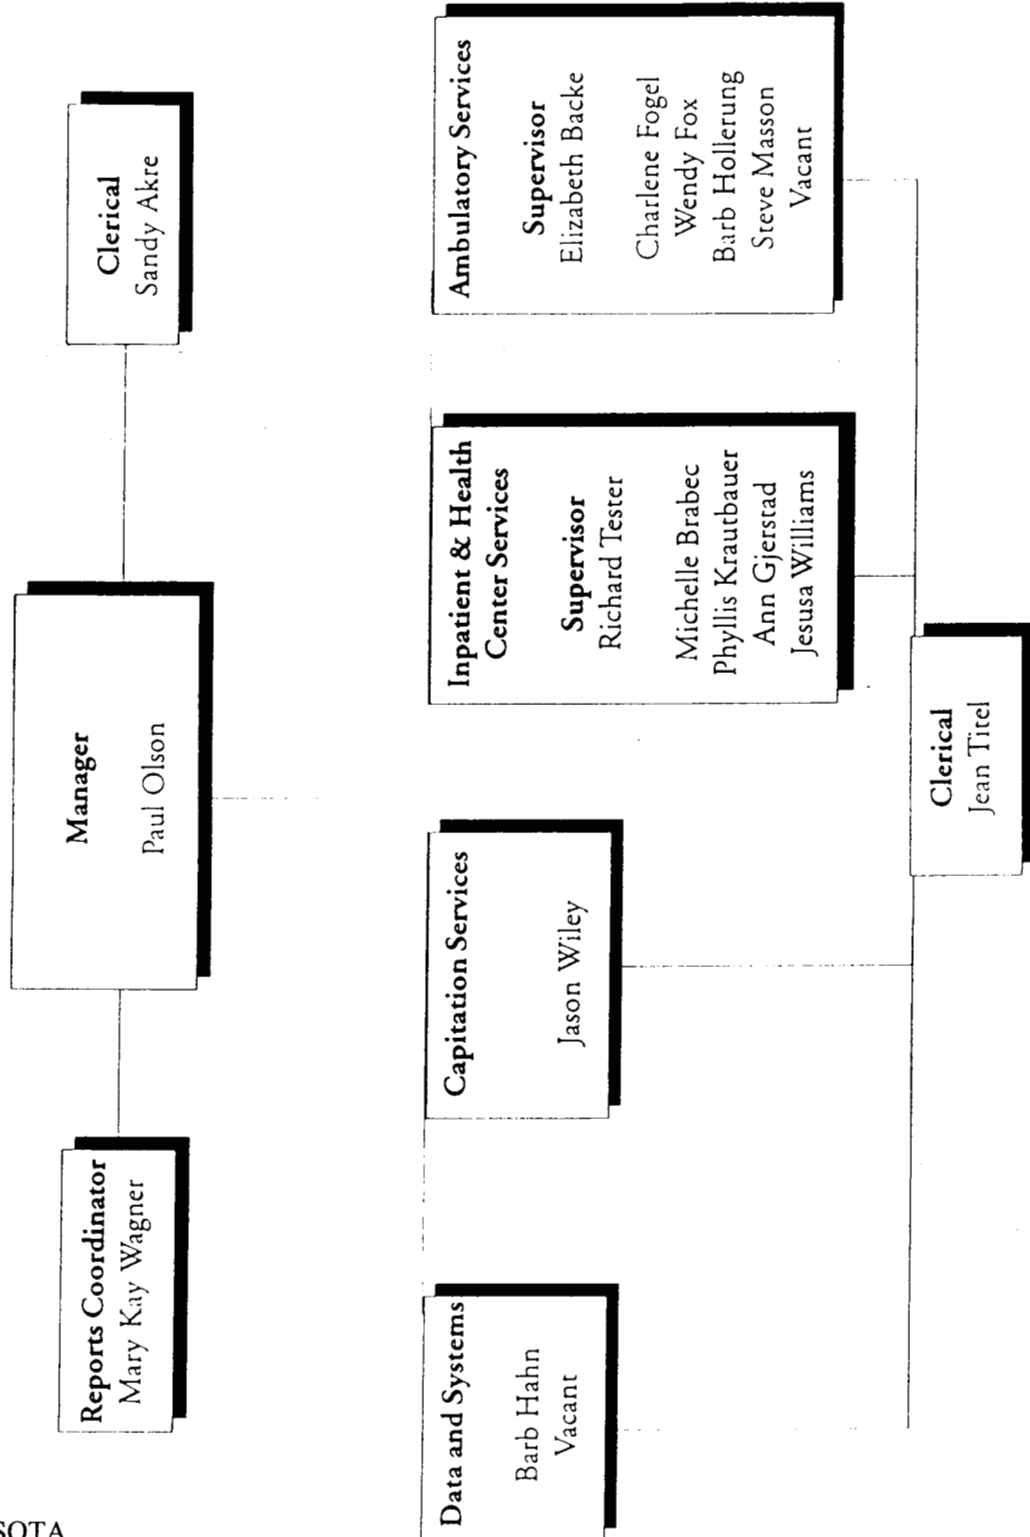 Manager
Paul Olson
Reports Coordinator
Mary Kay Wagner
Clerical
Sandy Akre
Data and Systems
Barb Hahn
Vacant
Capitation Services
Jason Wiley
Inpatient & Health
Center Services
Supervisor
Richard Tester
Michelle Brabec
Phyllis Krautbauer
Ann Gjerstad
Jesusa Williams
Ambulatory Services
Supervisor
Elizabeth Backe
Charlene Fogel
Wendy Fox
Barb Hollerung
Steve Masson
Vacant
Clerical
Jean Titel